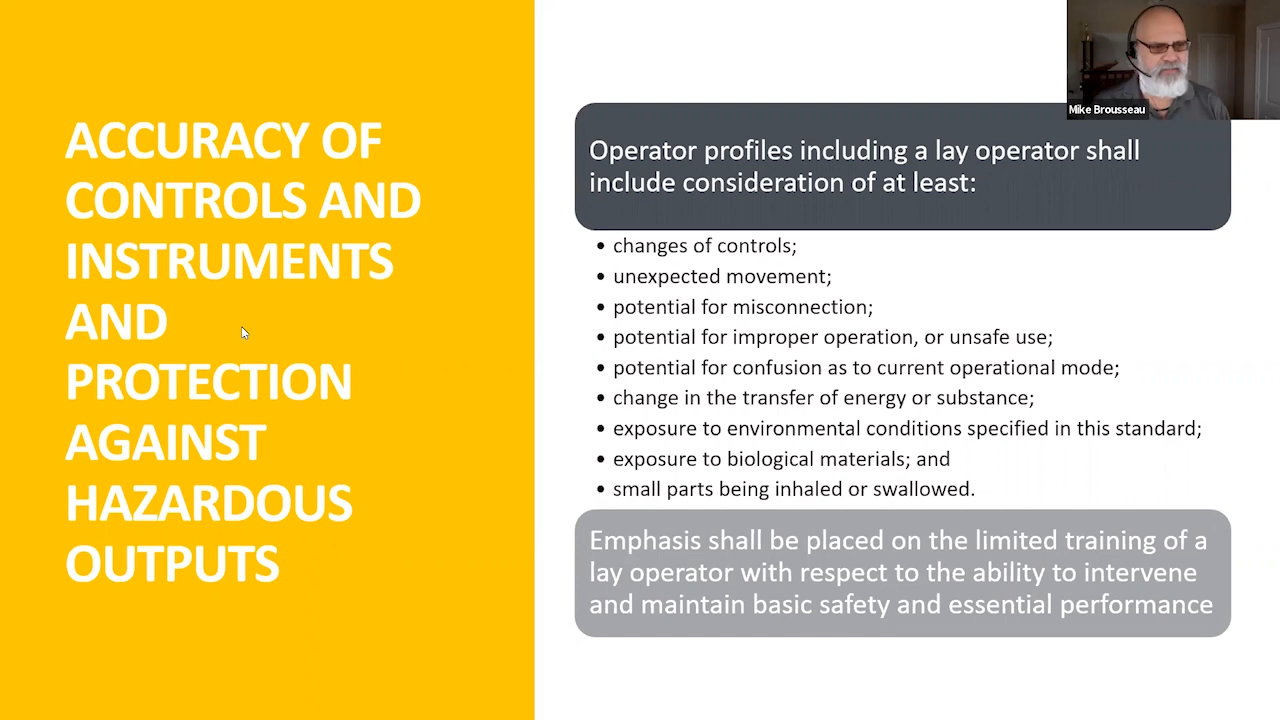 ACCURACY OF
CONTROLS AND
INSTRUMENTS
AND
PROTECTION
AGAINST
HAZARDOUS
OUTPUTS
Mike Brousseau
Operator profiles including a lay operator shall
include consideration of at least:
• changes of controls;
• unexpected movement;
• potential for misconnection;
• potential for improper operation, or unsafe use;
• potential for confusion as to current operational mode;
• change in the transfer of energy or substance;
• exposure to environmental conditions specified in this standard;
• exposure to biological materials; and
• small parts being inhaled or swallowed.
Emphasis shall be placed on the limited training of a
lay operator with respect to the ability to intervene
and maintain basic safety and essential performance